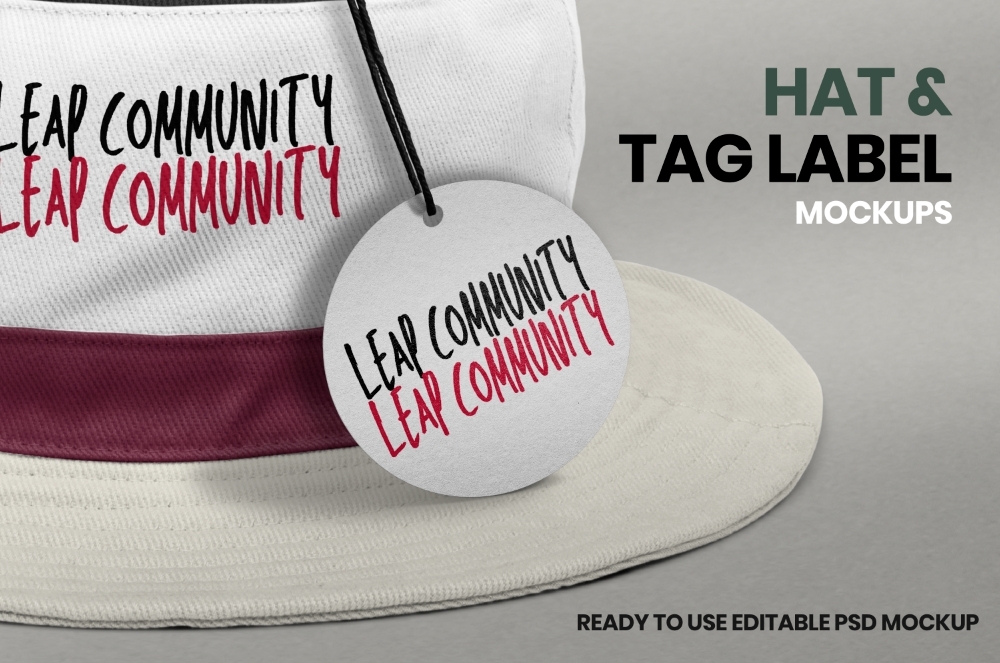 LEAP COMMUNITY
LEAP COMMUNITY
LEAP COMMUNITY
LEAP COMMUNITY
HAT &
TAG LABEL
MOCKUPS
READY TO USE EDITABLE PSD MOCKUP